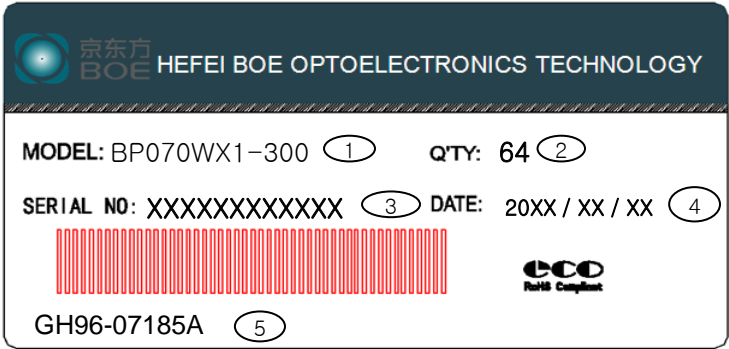 京东方
BOE HEFEI BOE OPTOELECTRONICS TECHNOLOGY
MODEL: BP070WX1-300 1 Q'TY: 64 2
SERIAL NO: XXXXXXXXXXXX 3 DATE: 20XX / XX / XX 4
eco
RoHS Compliant
GH96-07185A 5